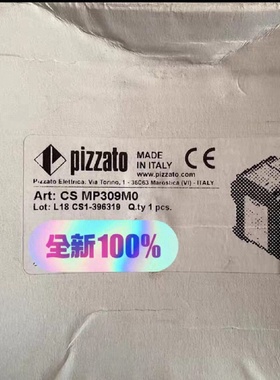 pizzato
MADE
IN ITALY
CE
Pizzato Elettrica: Via Torino, 1 - 36063 Marostica (VI) - ITALY
www.pizzato.com
Art: CS MP309M0
Lot: L18 CS1-396319 Q.ty 1 pcs.
全新100%